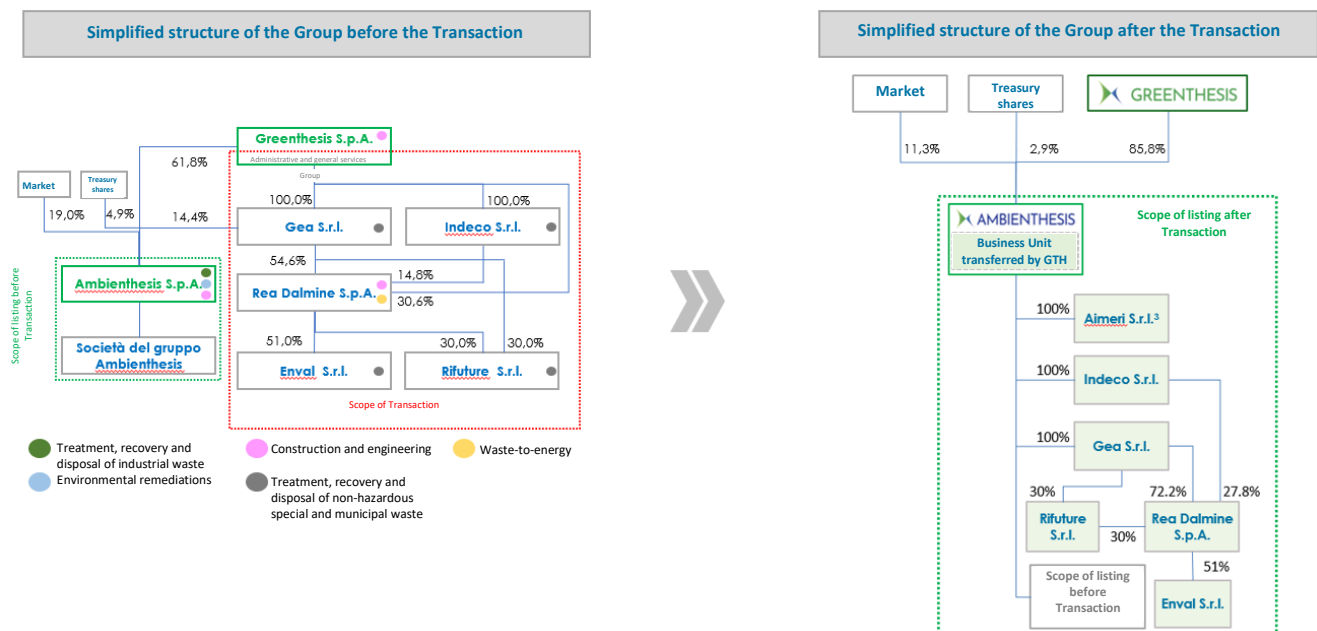 Simplified structure of the Group before the Transaction
Greenthesis S.p.A.
Administrative and general services
Group
61,8%
Market
Treasury
shares
19,0%
4,9%
14,4%
100,0%
100,0%
Gea S.r.l.
Indeco S.r.l.
54,6%
14,8%
30,6%
Scope of listing before
Transaction
Ambienthesis S.p.A.
Rea Dalmine S.p.A.
Società del gruppo
Ambienthesis
51,0%
30,0%
30,0%
Enval S.r.l.
Rifuture S.r.l.
Scope of Transaction
Treatment, recovery and
disposal of industrial waste
Environmental remediations
Construction and engineering
Treatment, recovery and
disposal of non-hazardous
special and municipal waste
Waste-to-energy
Simplified structure of the Group after the Transaction
Market
Treasury
shares
GREENTHESIS
11,3%
2,9%
85,8%
AMBIENTHESIS
Business Unit
transferred by GTH
Scope of listing after
Transaction
100%
Aimeri S.r.l.³
100%
Indeco S.r.l.
100%
Gea S.r.l.
30%
72.2%
27.8%
Rifuture
S.r.l.
30%
Rea Dalmine
S.p.A.
51%
Scope of listing
before
Transaction
Enval S.r.l.